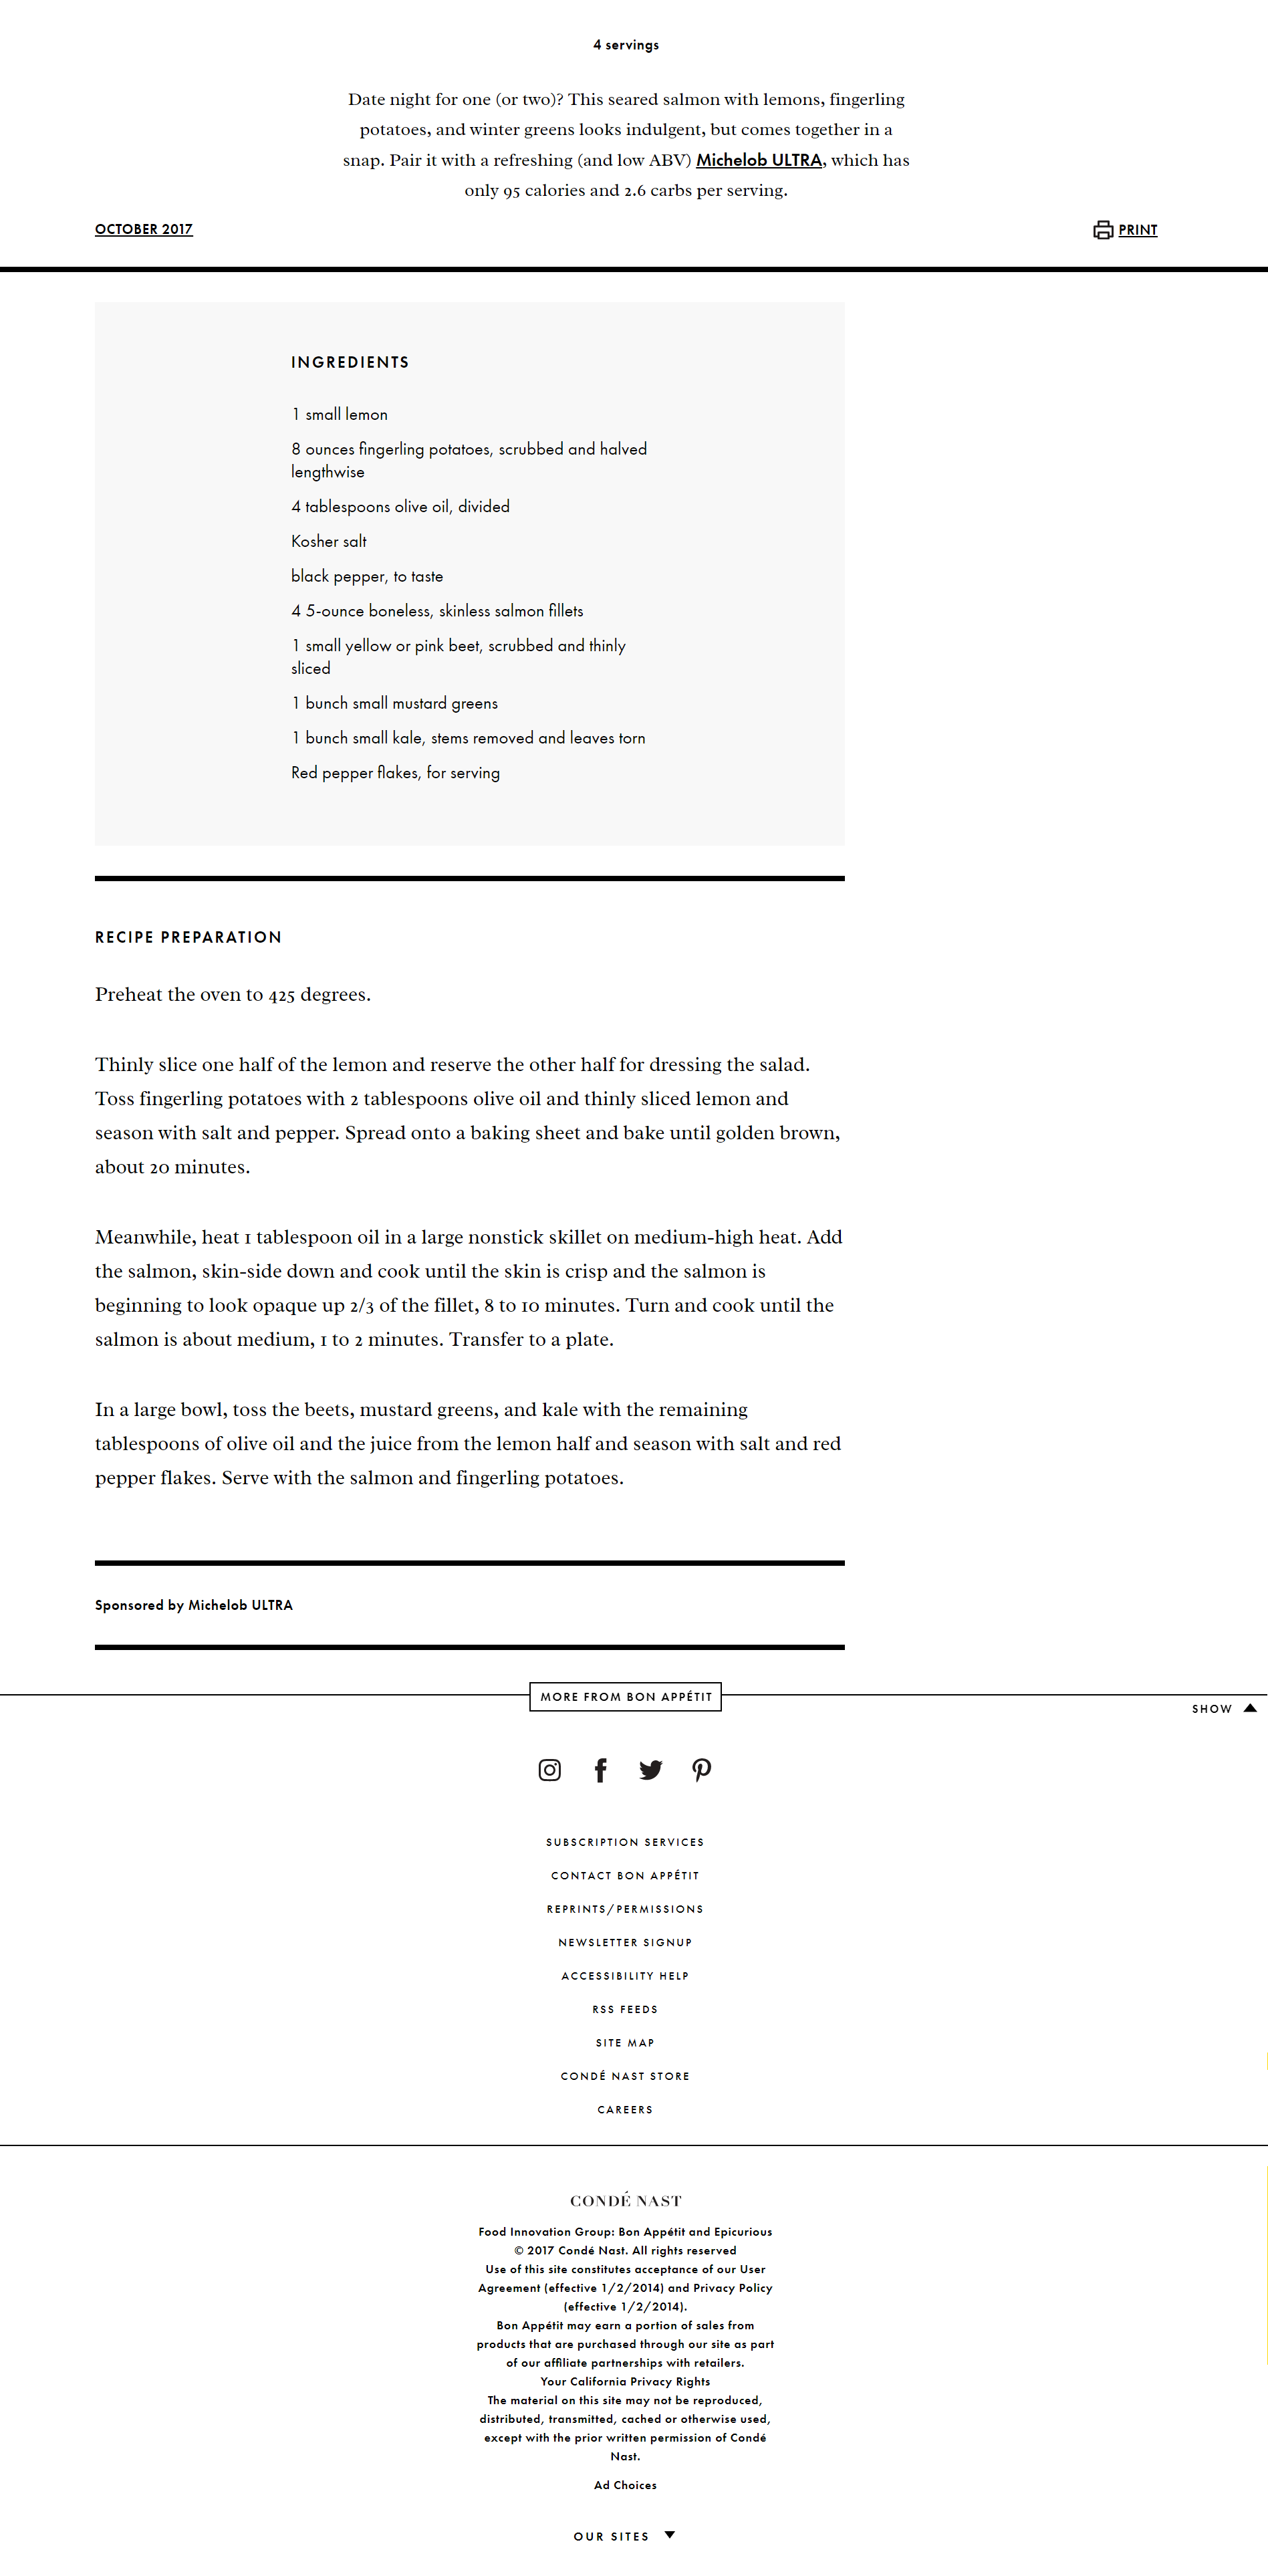 4 servings
Date night for one (or two)? This seared salmon with lemons, fingerling
potatoes, and winter greens looks indulgent, but comes together in a
snap. Pair it with a refreshing (and low ABV) Michelob ULTRA, which has
only 95 calories and 2.6 carbs per serving.
OCTOBER 2017
PRINT
INGREDIENTS
1 small lemon
8 ounces fingerling potatoes, scrubbed and halved
lengthwise
4 tablespoons olive oil, divided
Kosher salt
black pepper, to taste
4 5-ounce boneless, skinless salmon fillets
1 small yellow or pink beet, scrubbed and thinly
sliced
1 bunch small mustard greens
1 bunch small kale, stems removed and leaves torn
Red pepper flakes, for serving
RECIPE PREPARATION
Preheat the oven to 425 degrees.
Thinly slice one half of the lemon and reserve the other half for dressing the salad.
Toss fingerling potatoes with 2 tablespoons olive oil and thinly sliced lemon and
season with salt and pepper. Spread onto a baking sheet and bake until golden brown,
about 20 minutes.
Meanwhile, heat 1 tablespoon oil in a large nonstick skillet on medium-high heat. Add
the salmon, skin-side down and cook until the skin is crisp and the salmon is
beginning to look opaque up 2/3 of the fillet, 8 to 10 minutes. Turn and cook until the
salmon is about medium, 1 to 2 minutes. Transfer to a plate.
In a large bowl, toss the beets, mustard greens, and kale with the remaining
tablespoons of olive oil and the juice from the lemon half and season with salt and red
pepper flakes. Serve with the salmon and fingerling potatoes.
Sponsored by Michelob ULTRA
MORE FROM BON APPÉTIT
SHOW
SUBSCRIPTION SERVICES
CONTACT BON APPÉTIT
REPRINTS/PERMISSIONS
NEWSLETTER SIGNUP
ACCESSIBILITY HELP
RSS FEEDS
SITE MAP
CONDÉ NAST STORE
CAREERS
CONDÉ NAST
Food Innovation Group: Bon Appétit and Epicurious
© 2017 Condé Nast. All rights reserved
Use of this site constitutes acceptance of our User
Agreement (effective 1/2/2014) and Privacy Policy
(effective 1/2/2014).
Bon Appétit may earn a portion of sales from
products that are purchased through our site as part
of our affiliate partnerships with retailers.
Your California Privacy Rights
The material on this site may not be reproduced,
distributed, transmitted, cached or otherwise used,
except with the prior written permission of Condé
Nast.
Ad Choices
OUR SITES